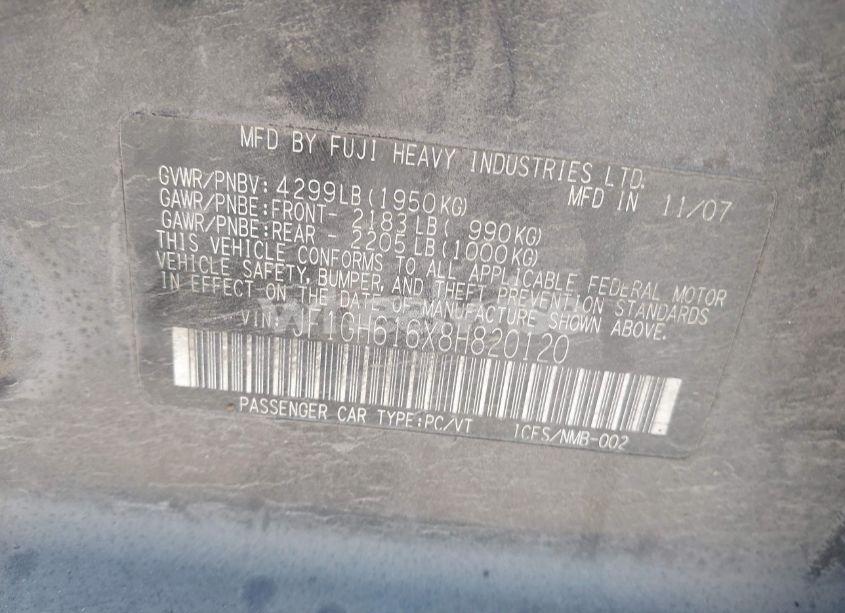 MFD BY FUJI HEAVY INDUSTRIES LTD.
GVWR/PNBV: 4299LB (1950KG) MFD IN 11/07
GAWR/PNBE:FRONT- 2183LB( 990KG)
GAWR/PNBE:REAR - 2205LB(1000KG)
THIS VEHICLE CONFORMS TO ALL APPLICABLE FEDERAL MOTOR
VEHICLE SAFETY, BUMPER, AND THEFT PREVENTION STANDARDS
IN EFFECT ON THE DATE OF MANUFACTURE SHOWN ABOVE.
VIN: JF1GH616X8H820120
PASSENGER CAR TYPE:PC/VT 1CFS/NMB-002